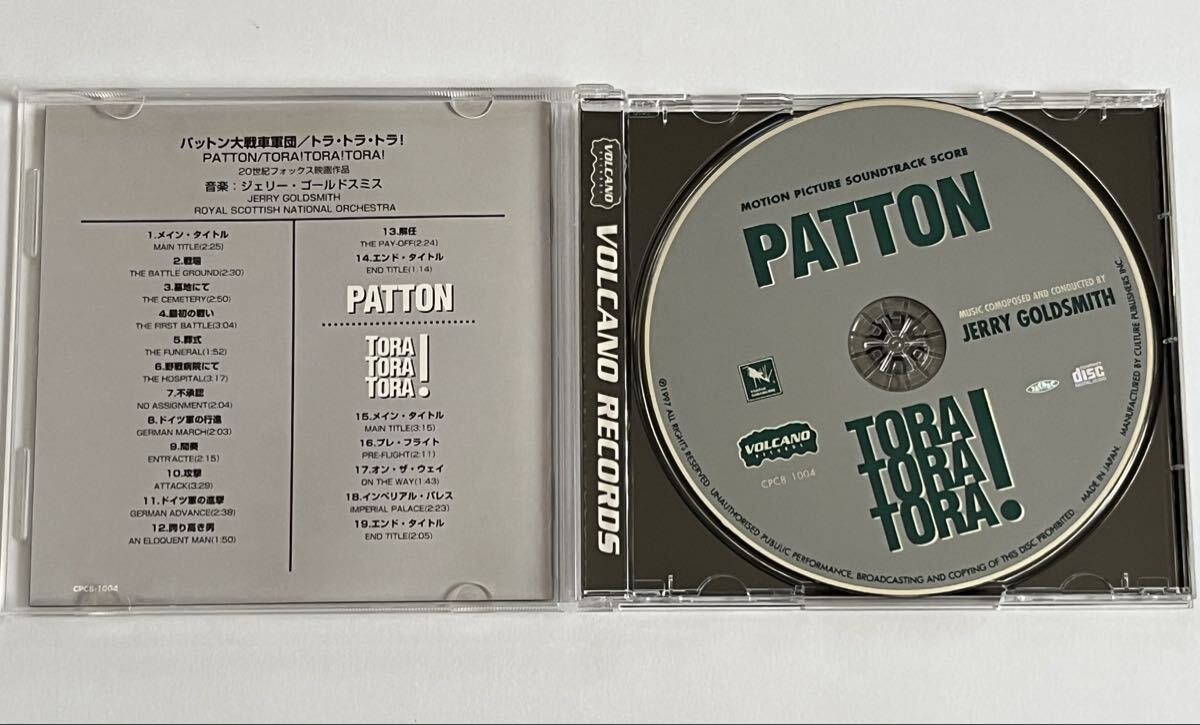 パットン大戦車軍団/トラ・トラ・トラ!
PATTON/TORA!TORA!TORA!
20世紀フォックス映画作品
音楽:ジェリー・ゴールドスミス
JERRY GOLDSMITH
ROYAL SCOTTISH NATIONAL ORCHESTRA
1.メイン・タイトル
MAIN TITLE(2:25)
2.戦場
THE BATTLE GROUND(2:30)
3.墓地にて
THE CEMETERY(2:50)
4.最初の戦い
THE FIRST BATTLE(3:04)
5.葬式
THE FUNERAL(1:52)
6.野戦病院にて
THE HOSPITAL(3:17)
7.不承認
NO ASSIGNMENT(2:04)
8.ドイツ軍の行進
GERMAN MARCH(2:03)
9.間奏
ENTR'ACTE(2:15)
10.攻撃
ATTACK(3:29)
11.ドイツ軍の進撃
GERMAN ADVANCE(2:38)
12.誇り高き男
AN ELOQUENT MAN(1:50)
13.解任
THE PAY-OFF(2:24)
14.エンド・タイトル
END TITLE(1:14)
PATTON
TORA
TORA
TORA!
15.メイン・タイトル
MAIN TITLE(3:15)
16.プレ・フライト
PRE-FLIGHT(2:11)
17.オン・ザ・ウェイ
ON THE WAY(1:43)
18.インペリアル・パレス
IMPERIAL PALACE(2:23)
19.エンド・タイトル
END TITLE(2:05)
CPC8-1004
VOLCANO
RECORDS
VOLCANO RECORDS
MOTION PICTURE SOUNDTRACK SCORE
PATTON
MUSIC COMOPOSED AND CONDUCTED BY
JERRY GOLDSMITH
disc
VOLCANO
RECORDS
CPC8 1004
TORA
TORA
TORA!
℗1997 ALL RIGHTS RESERVED. UNAUTHORISED PUBLIC PERFORMANCE, BROADCASTING AND COPYING OF THIS DISC PROHIBITED. MADE IN JAPAN. MANUFACTURED BY CULTURE PUBLISHERS INC.